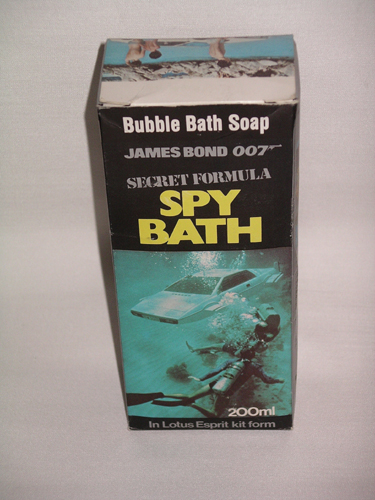 Bubble Bath Soap
JAMES BOND 007
SECRET FORMULA
SPY
BATH
200ml
In Lotus Esprit kit form